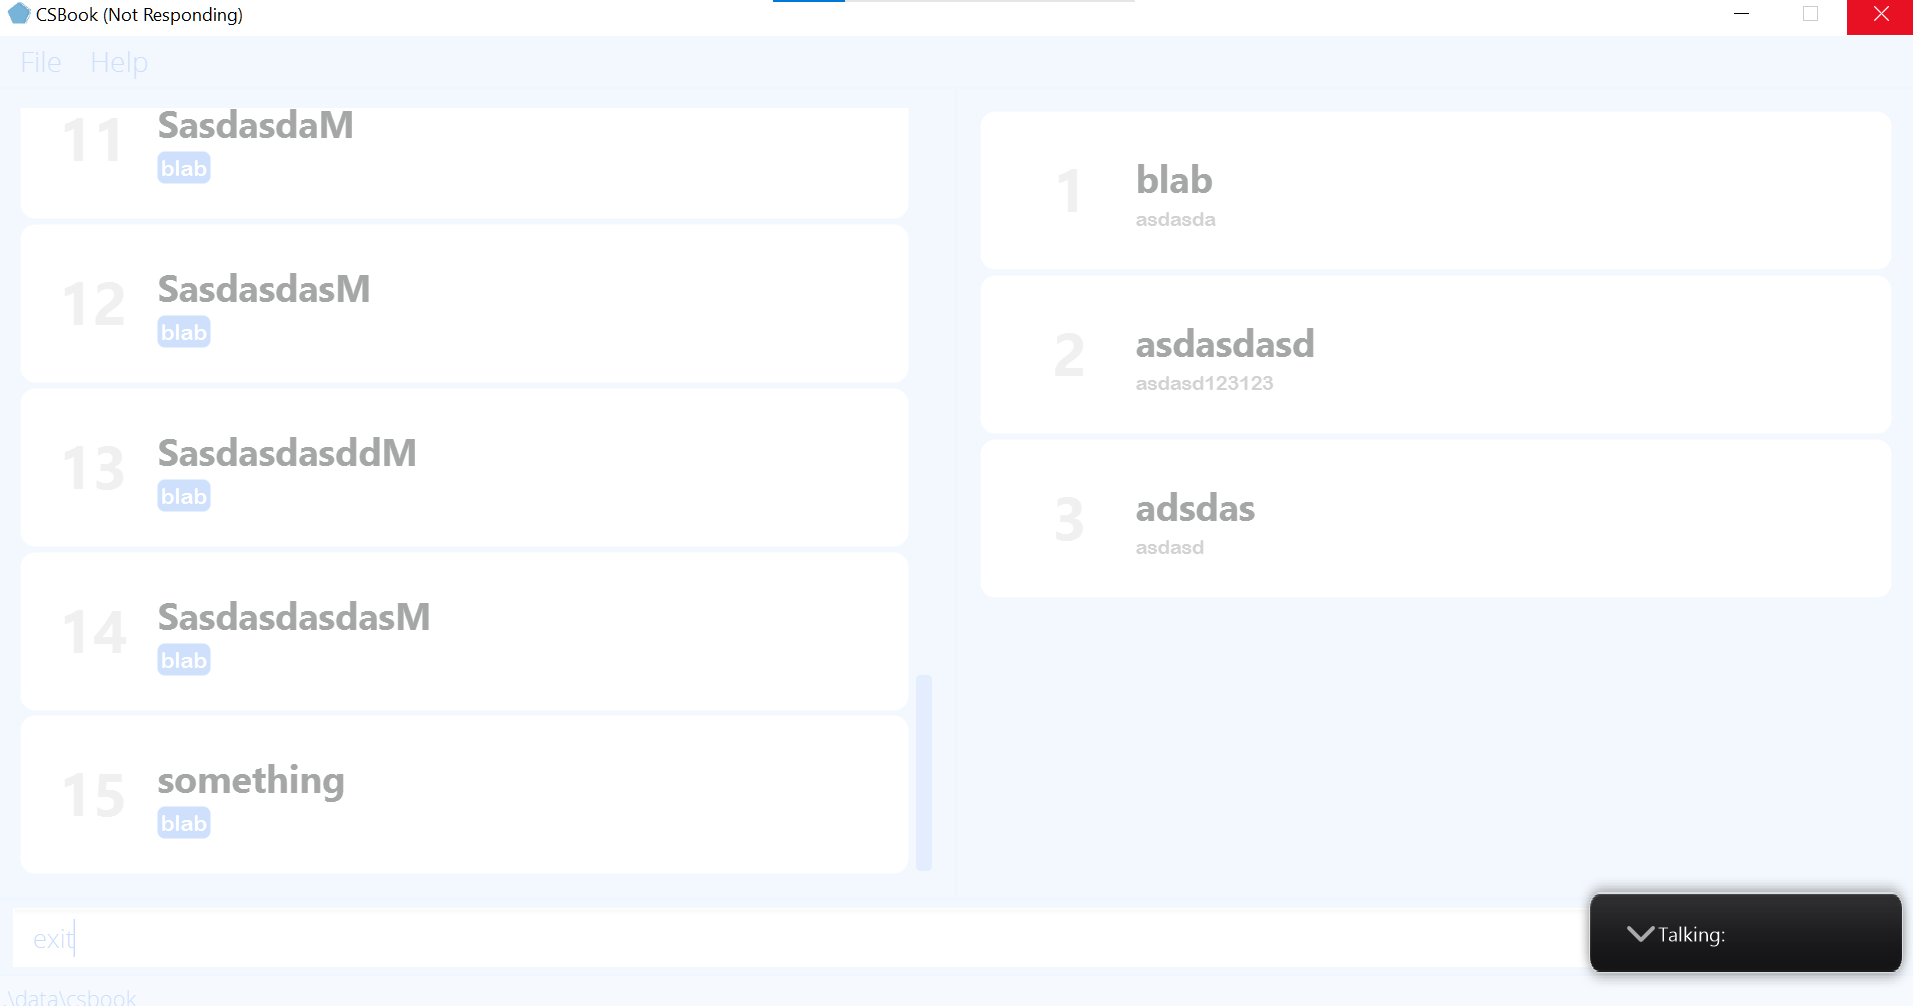 CSBook (Not Responding)
File Help
11 SasdasdaM
blab
12 SasdasdasM
blab
13 SasdasdasddM
blab
14 SasdasdasdasM
blab
15 something
blab
1 blab
asdasda
2 asdasdasd
asdasd123123
3 adsdas
asdasd
exit
Talking:
.\data\csbook